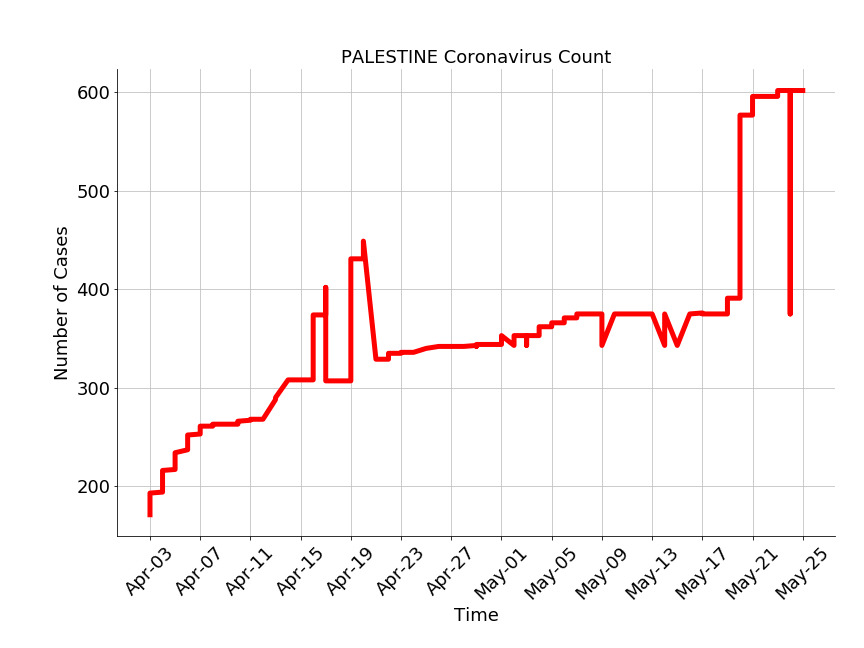 PALESTINE Coronavirus Count
600
500
400
300
200
Number of Cases
Apr-03
Apr-07
Apr-11
Apr-15
Apr-19
Apr-23
Apr-27
May-01
May-05
May-09
May-13
May-17
May-21
May-25
Time